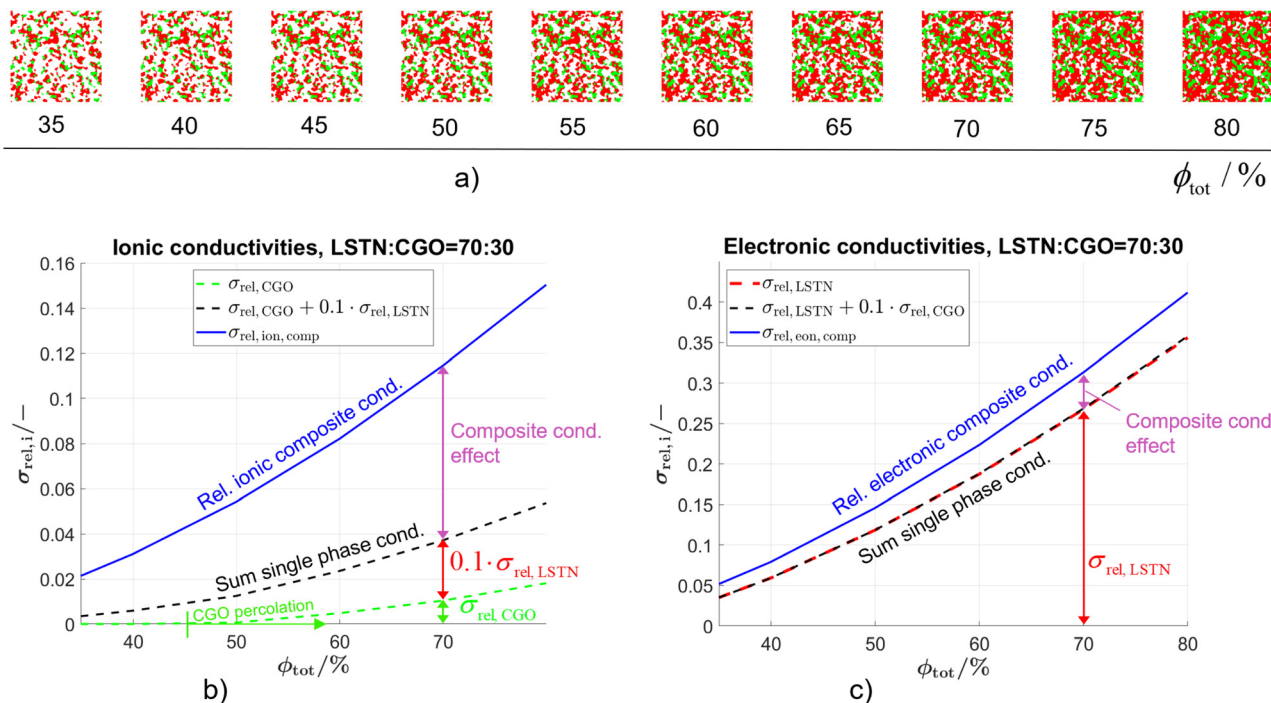 35 40 45 50 55 60 65 70 75 80
a) ϕtot / %
Ionic conductivities, LSTN:CGO=70:30
σrel,CGO
σrel,CGO + 0.1 · σrel,LSTN
σrel,ion,comp
0.16
0.14
0.12
0.1
0.08
0.06
0.04
0.02
0
σrel,i/—
Rel. ionic composite cond.
Composite cond.
effect
Sum single phase cond.
0.1·σrel,LSTN
CGO percolation
σrel,CGO
40 50 60 70
ϕtot/%
b)
Electronic conductivities, LSTN:CGO=70:30
σrel,LSTN
σrel,LSTN + 0.1 · σrel,CGO
σrel,eon,comp
0.4
0.35
0.3
0.25
0.2
0.15
0.1
0.05
0
σrel,i/—
Rel. electronic composite cond.
Composite cond
effect
Sum single phase cond.
σrel,LSTN
40 50 60 70 80
ϕtot/%
c)